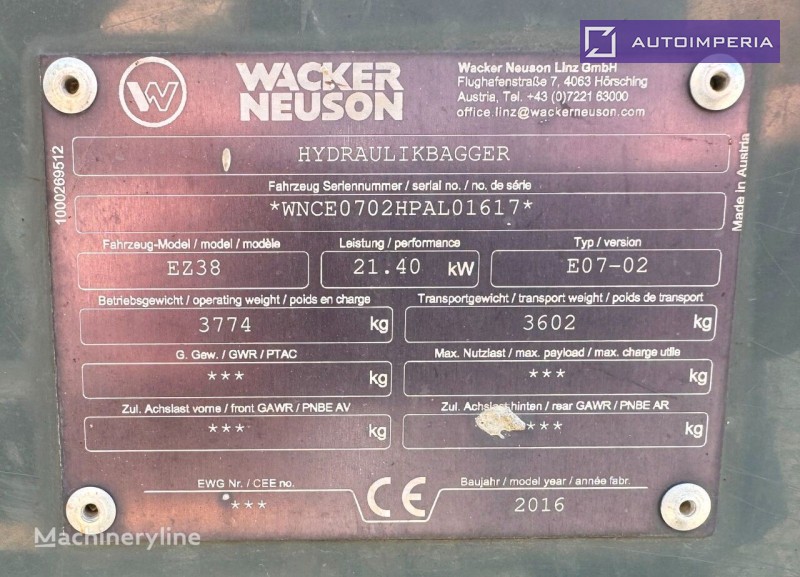 AUTOIMPERIA
WACKER
NEUSON
Wacker Neuson Linz GmbH
Flughafenstraße 7, 4063 Hörsching
Austria, Tel. +43 (0)7221 63000
office.linz@wackerneuson.com
1000269512
Made in Austria
HYDRAULIKBAGGER
Fahrzeug Seriennummer / serial no. / no. de série
*WNCE0702HPAL01617*
Fahrzeug-Model / model / modèle
Leistung / performance
Typ / version
EZ38
21.40 kW
E07-02
Betriebsgewicht / operating weight / poids en charge
Transportgewicht / transport weight / poids de transport
3774 kg
3602 kg
G. Gew. / GWR / PTAC
Max. Nutzlast / max. payload / max. charge utile
*** kg
*** kg
Zul. Achslast vorne / front GAWR / PNBE AV
Zul. Achslast hinten / rear GAWR / PNBE AR
*** kg
*** kg
EWG Nr. / CEE no.
***
CE
Baujahr / model year / année fabr.
2016
Machineryline